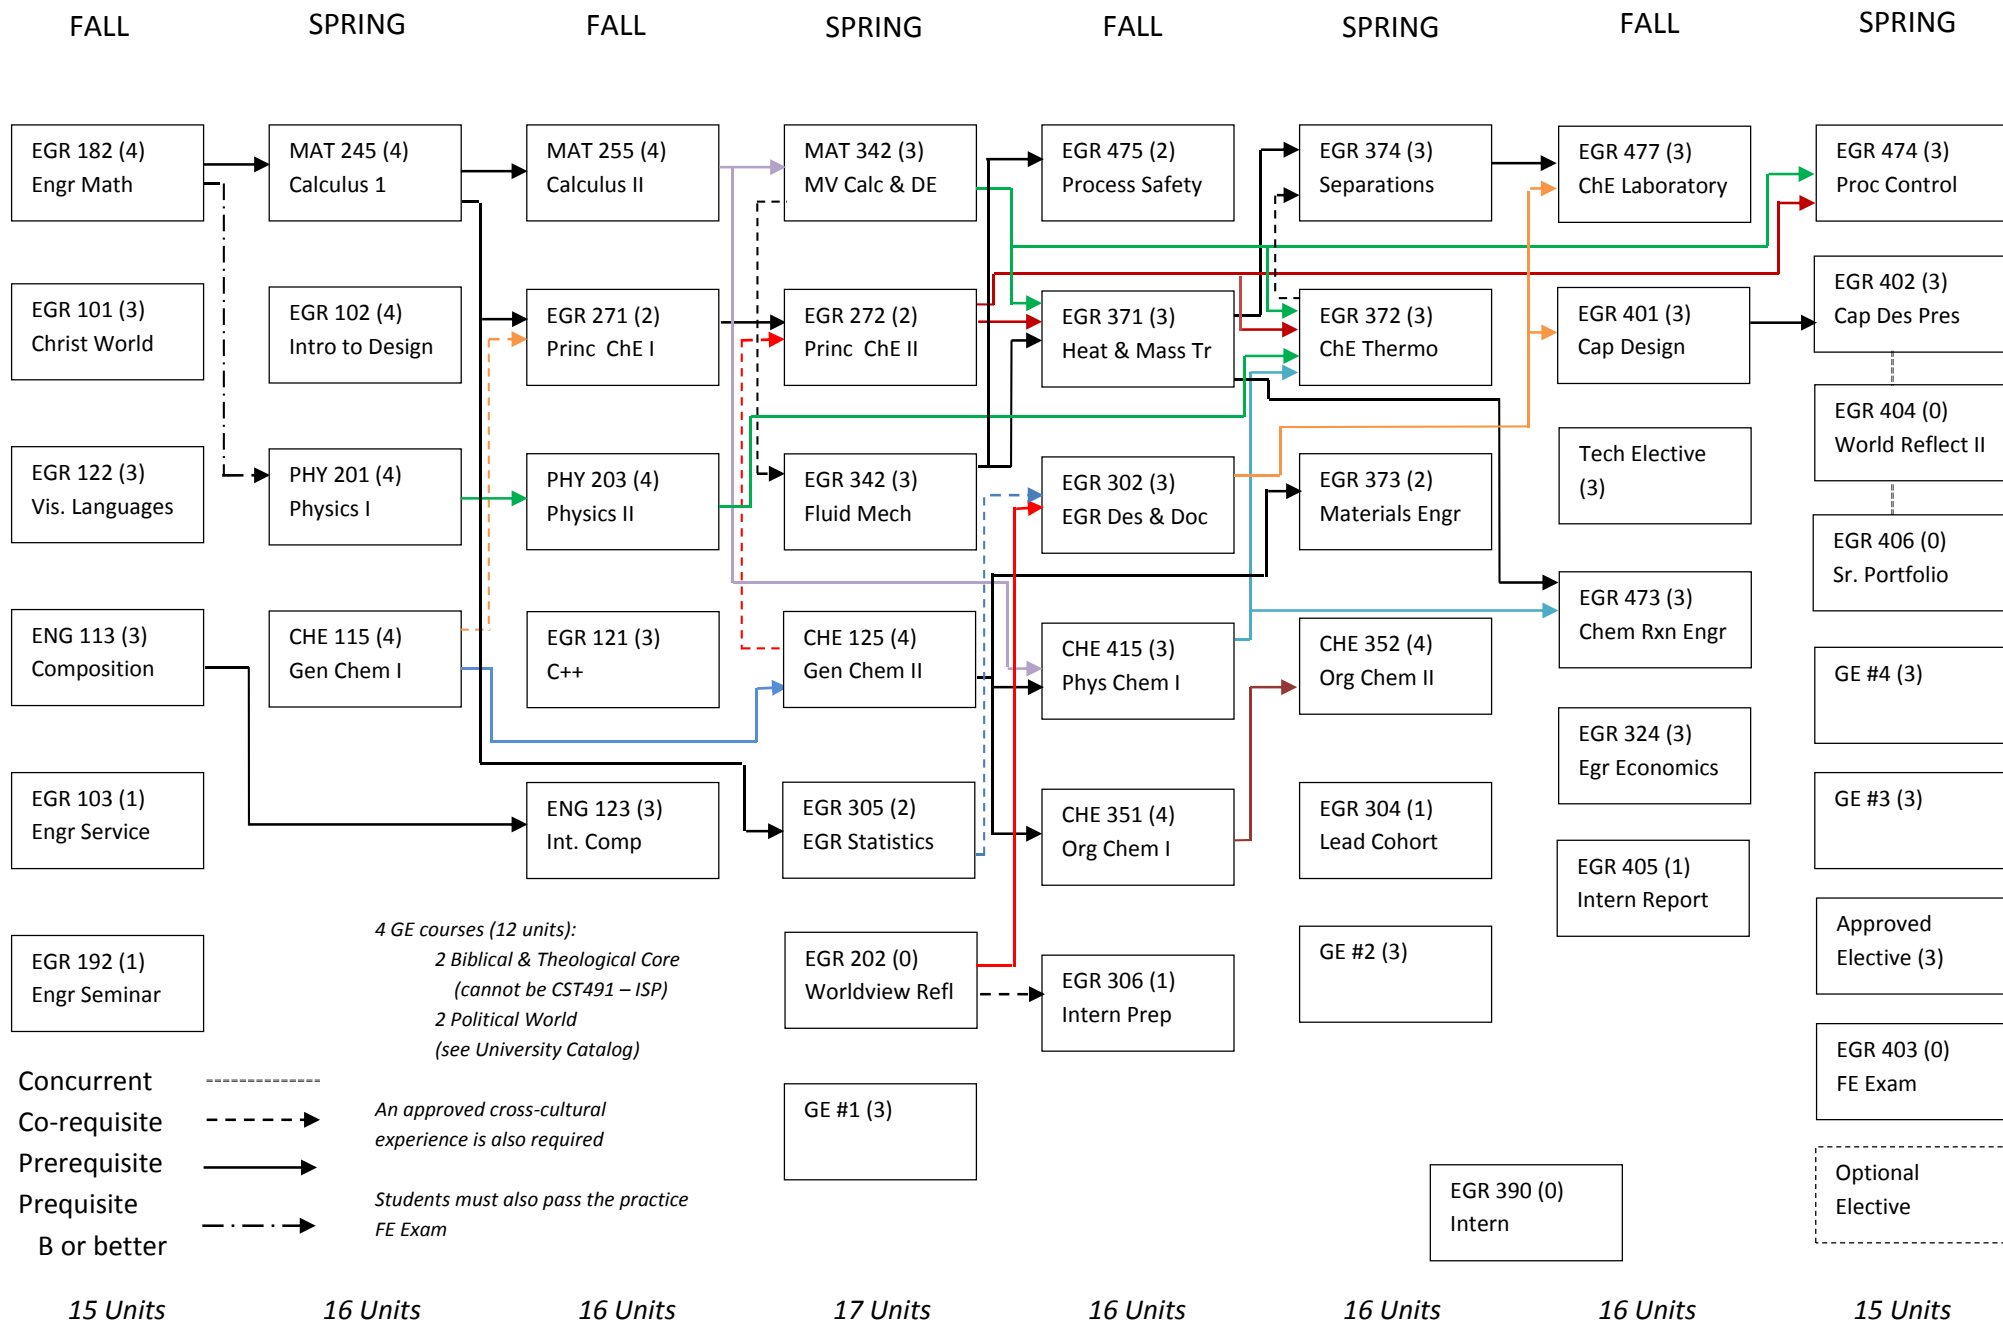 FALL
SPRING
FALL
SPRING
FALL
SPRING
FALL
SPRING
EGR 182 (4)
Engr Math
EGR 101 (3)
Christ World
EGR 122 (3)
Vis. Languages
ENG 113 (3)
Composition
EGR 103 (1)
Engr Service
EGR 192 (1)
Engr Seminar
MAT 245 (4)
Calculus 1
EGR 102 (4)
Intro to Design
PHY 201 (4)
Physics I
CHE 115 (4)
Gen Chem I
MAT 255 (4)
Calculus II
EGR 271 (2)
Princ  ChE I
PHY 203 (4)
Physics II
EGR 121 (3)
C++
ENG 123 (3)
Int. Comp
MAT 342 (3)
MV Calc & DE
EGR 272 (2)
Princ  ChE II
EGR 342 (3)
Fluid Mech
CHE 125 (4)
Gen Chem II
EGR 305 (2)
EGR Statistics
EGR 202 (0)
Worldview Refl
GE #1 (3)
EGR 475 (2)
Process Safety
EGR 371 (3)
Heat & Mass Tr
EGR 302 (3)
EGR Des & Doc
CHE 415 (3)
Phys Chem I
CHE 351 (4)
Org Chem I
EGR 306 (1)
Intern Prep
EGR 374 (3)
Separations
EGR 372 (3)
ChE Thermo
EGR 373 (2)
Materials Engr
CHE 352 (4)
Org Chem II
EGR 304 (1)
Lead Cohort
GE #2 (3)
EGR 390 (0)
Intern
EGR 477 (3)
ChE Laboratory
EGR 401 (3)
Cap Design
Tech Elective
(3)
EGR 473 (3)
Chem Rxn Engr
EGR 324 (3)
Egr Economics
EGR 405 (1)
Intern Report
EGR 474 (3)
Proc Control
EGR 402 (3)
Cap Des Pres
EGR 404 (0)
World Reflect II
EGR 406 (0)
Sr. Portfolio
GE #4 (3)
GE #3 (3)
Approved
Elective (3)
EGR 403 (0)
FE Exam
Optional
Elective
4 GE courses (12 units):
2 Biblical & Theological Core
(cannot be CST491 – ISP)
2 Political World
(see University Catalog)
An approved cross-cultural
experience is also required
Students must also pass the practice
FE Exam
Concurrent
Co-requisite
Prerequisite
Prequisite
B or better
15 Units
16 Units
16 Units
17 Units
16 Units
16 Units
16 Units
15 Units